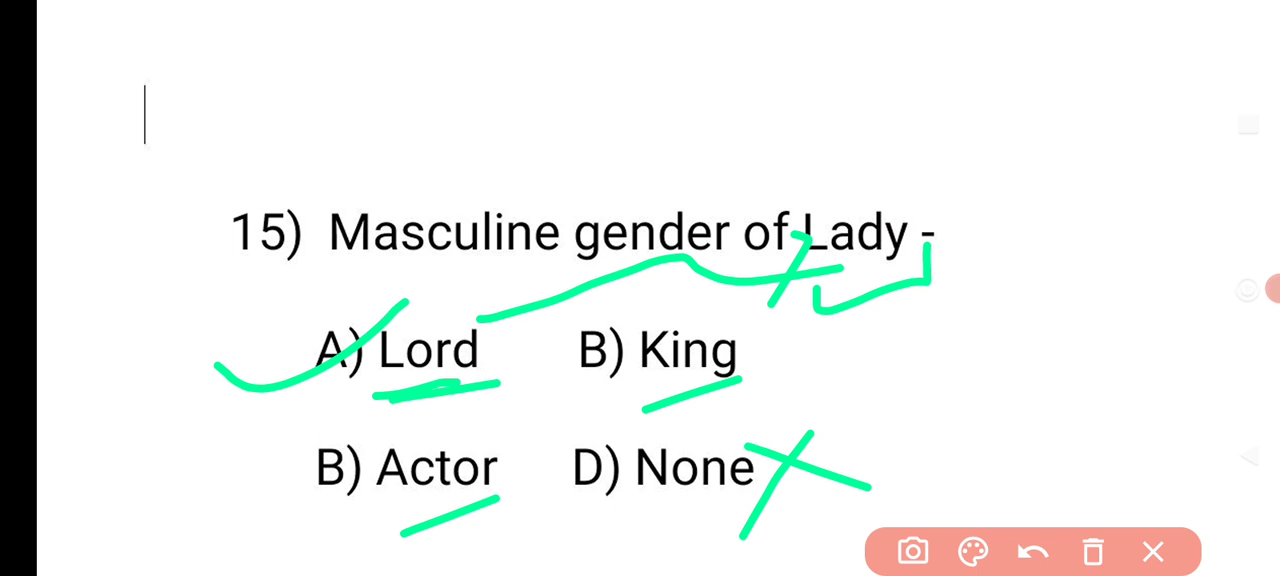 15) Masculine gender of Lady -
A) Lord B) King
B) Actor D) None